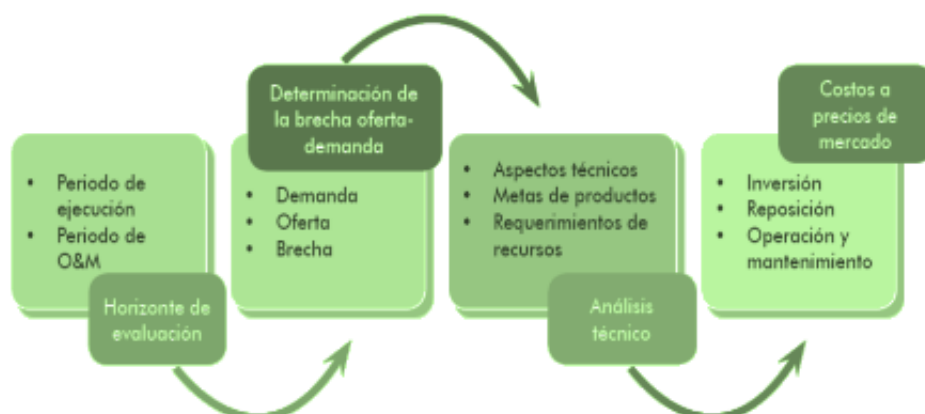 • Periodo de
ejecución
• Periodo de
O&M
Horizonte de
evaluación
Determinación de
la brecha oferta-
demanda
• Demanda
• Oferta
• Brecha
• Aspectos técnicos
• Metas de productos
• Requerimientos de
recursos
Análisis
técnico
Costos a
precios de
mercado
• Inversión
• Reposición
• Operación y
mantenimiento